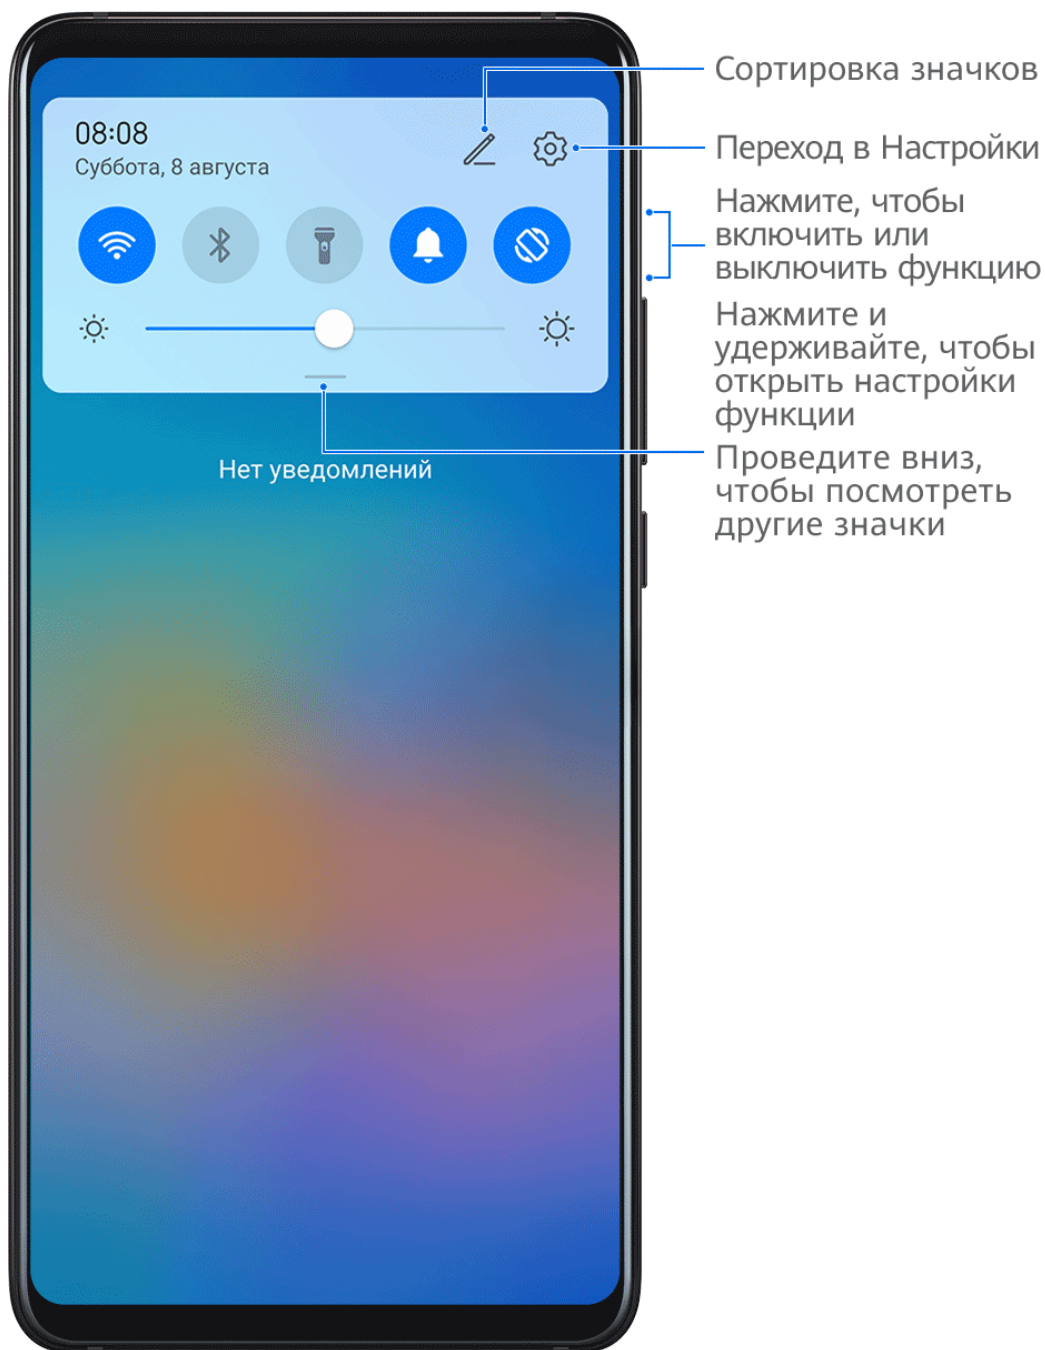 08:08
Суббота, 8 августа
Нет уведомлений
Сортировка значков
Переход в Настройки
Нажмите, чтобы
включить или
выключить функцию
Нажмите и
удерживайте, чтобы
открыть настройки
функции
Проведите вниз,
чтобы посмотреть
другие значки